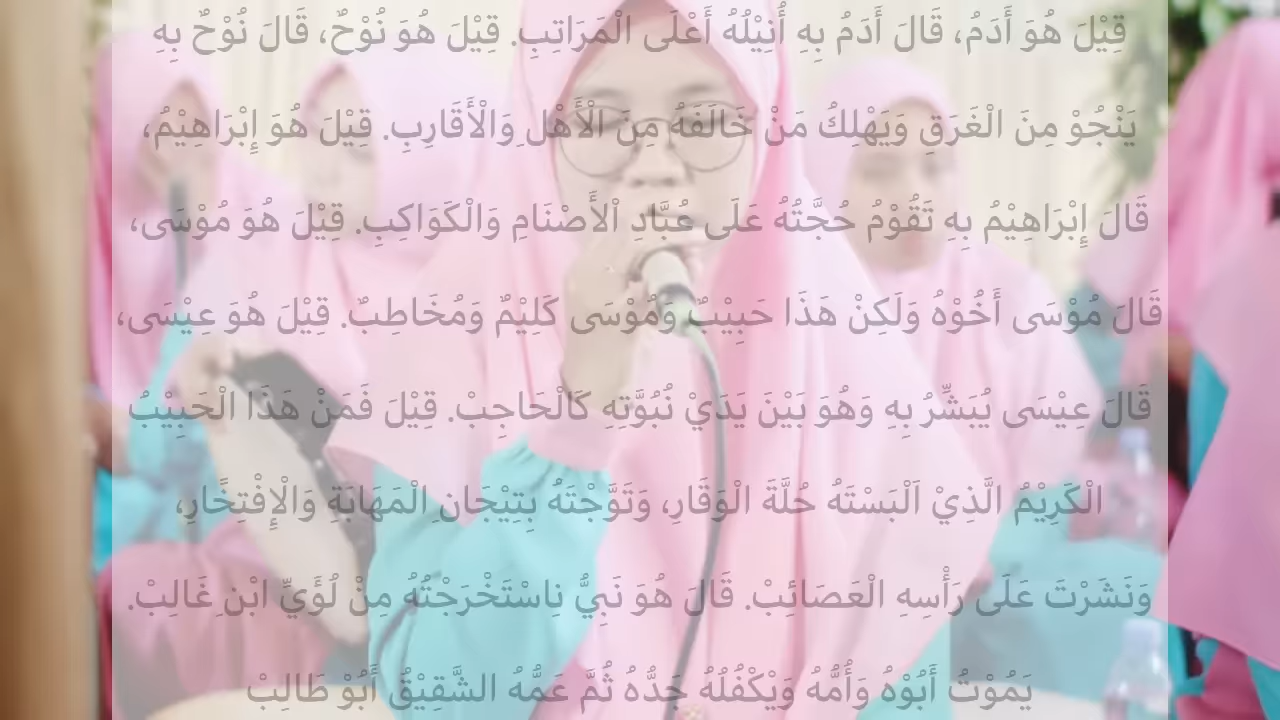 قِيْلَ هُوَ أَدَمُ، قَالَ أَدَمُ بِهِ أُنِيْلُهُ أَعْلَى الْمَرَاتِبِ. قِيْلَ هُوَ نُوْحٌ، قَالَ نُوْحٌ بِهِ
يَنْجُوْ مِنَ الْغَرَقِ وَيَهْلِكُ مَنْ خَالَفَهُ مِنَ الْأَهْلِ وَالْأَقَارِبِ. قِيْلَ هُوَ إِبْرَاهِيْمُ،
قَالَ إِبْرَاهِيْمُ بِهِ تَقُوْمُ حُجَّتُهُ عَلَى عُبَّادِ الْأَصْنَامِ وَالْكَوَاكِبِ. قِيْلَ هُوَ مُوْسَى،
قَالَ مُوْسَى أَخُوْهُ وَلَكِنْ هَذَا حَبِيْبٌ وَمُوْسَى كَلِيْمٌ وَمُخَاطِبٌ. قِيْلَ هُوَ عِيْسَى،
قَالَ عِيْسَى يُبَشِّرُ بِهِ وَهُوَ بَيْنَ يَدَيْ نُبُوَّتِهِ كَالْحَاجِبْ. قِيْلَ فَمَنْ هَذَا الْحَبِيْبُ
الْكَرِيْمُ الَّذِيْ اَلْبَسْتَهُ حُلَّةَ الْوَقَارِ، وَتَوَّجْتَهُ بِتِيْجَانِ الْمَهَابَةِ وَالْإِفْتِخَارِ،
وَنَشَرْتَ عَلَى رَأْسِهِ الْعَصَائِبْ. قَالَ هُوَ نَبِيٌّ نِاسْتَخْرَجْتُهُ مِنْ لُؤَيِّ ابْنِ غَالِبْ.
يَمُوْتُ أَبُوْهُ وَأُمُّهُ وَيَكْفُلُهُ جَدُّهُ ثُمَّ عَمُّهُ الشَّقِيْقُ أَبُوْ طَالِبْ